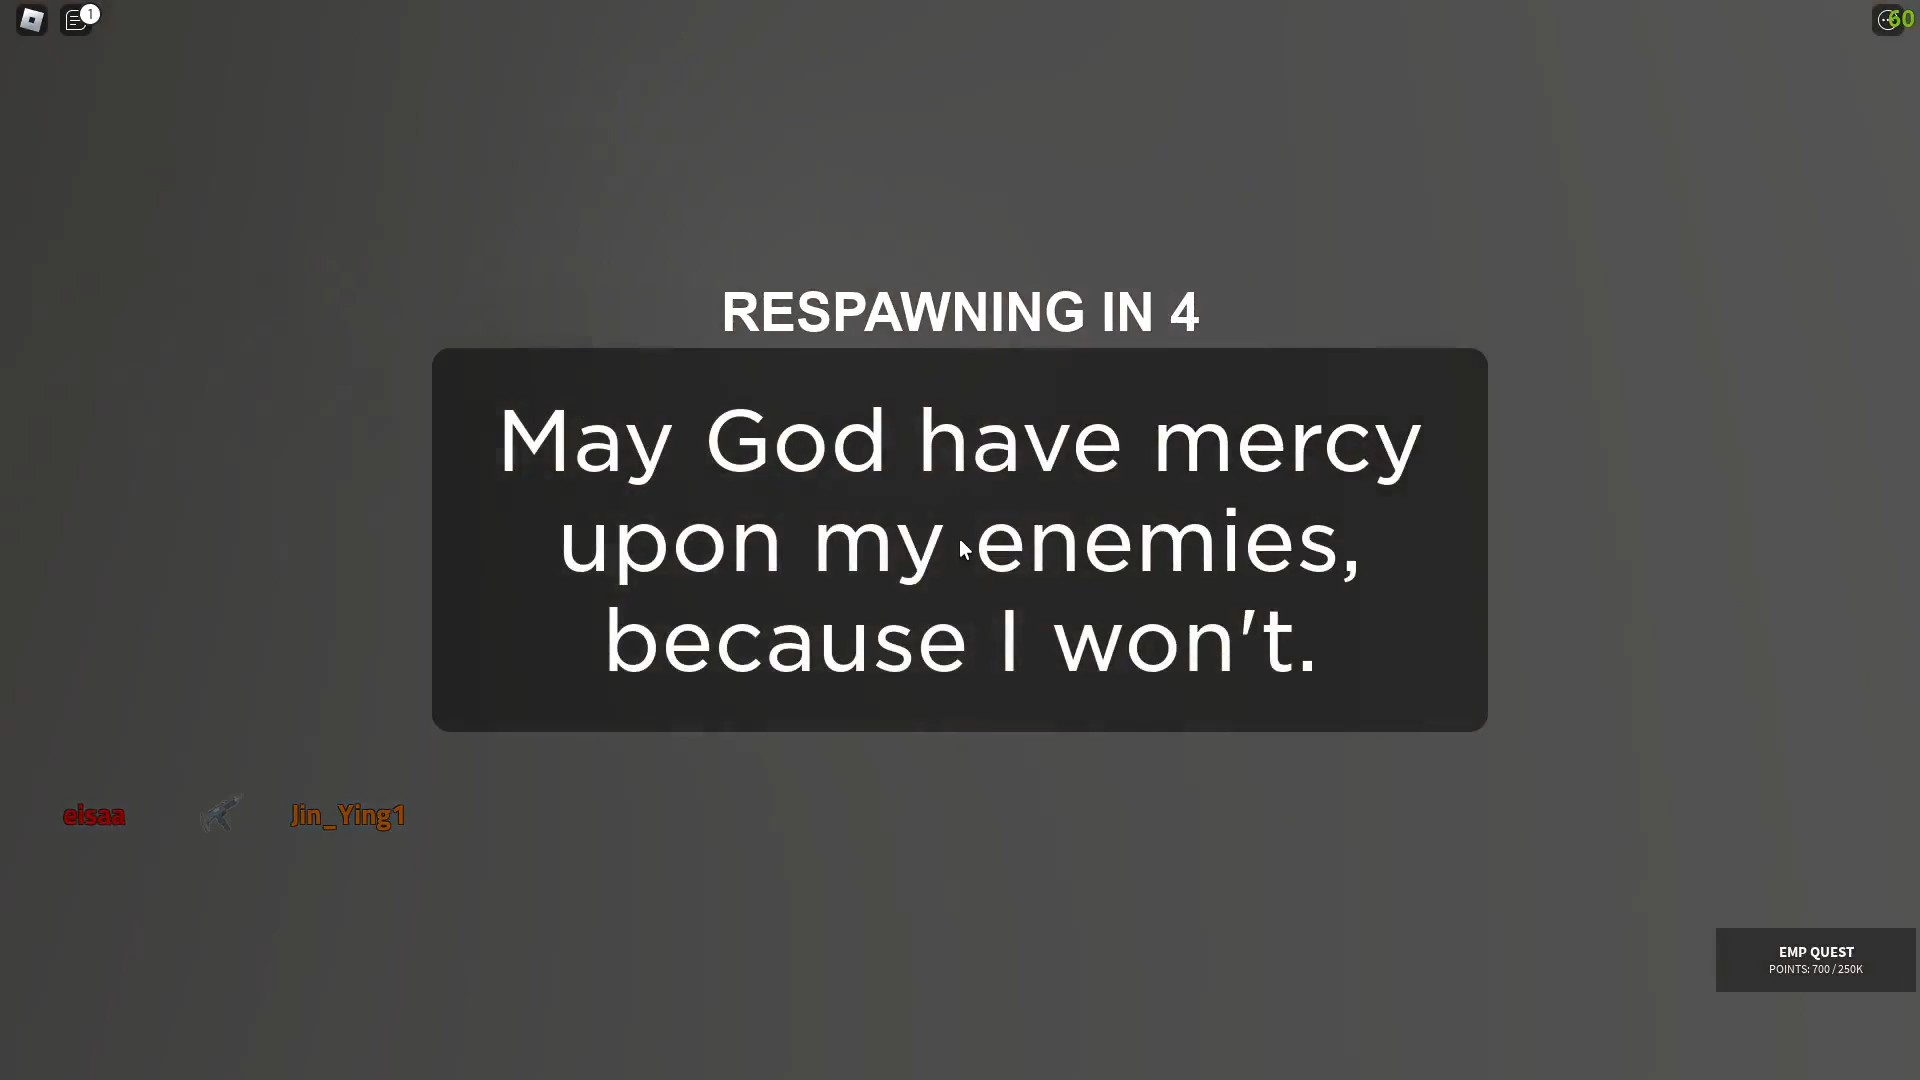 1
60
RESPAWNING IN 4
May God have mercy
upon my enemies,
because I won't.
eisaa Jin_Ying1
EMP QUEST
POINTS: 700 / 250K